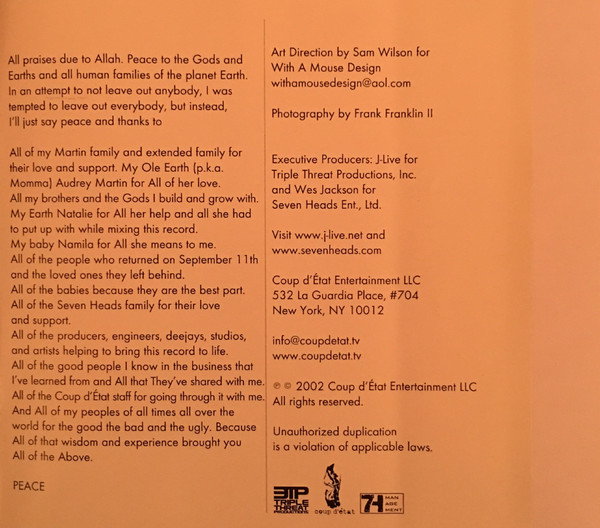 All praises due to Allah. Peace to the Gods and
Earths and all human families of the planet Earth.
In an attempt to not leave out anybody, I was
tempted to leave out everybody, but instead,
I'll just say peace and thanks to
All of my Martin family and extended family for
their love and support. My Ole Earth (p.k.a.
Momma) Audrey Martin for All of her love.
All my brothers and the Gods I build and grow with.
My Earth Natalie for All her help and all she had
to put up with while mixing this record.
My baby Namila for All she means to me.
All of the people who returned on September 11th
and the loved ones they left behind.
All of the babies because they are the best part.
All of the Seven Heads family for their love
and support.
All of the producers, engineers, deejays, studios,
and artists helping to bring this record to life.
All of the good people I know in the business that
I've learned from and All that They've shared with me.
All of the Coup d'État staff for going through it with me.
And All of my peoples of all times all over the
world for the good the bad and the ugly. Because
All of that wisdom and experience brought you
All of the Above.
PEACE
Art Direction by Sam Wilson for
With A Mouse Design
withamousedesign@aol.com
Photography by Frank Franklin II
Executive Producers: J-Live for
Triple Threat Productions, Inc.
and Wes Jackson for
Seven Heads Ent., Ltd.
Visit www.j-live.net and
www.sevenheads.com
Coup d'État Entertainment LLC
532 La Guardia Place, #704
New York, NY 10012
info@coupdetat.tv
www.coupdetat.tv
℗ © 2002 Coup d'État Entertainment LLC
All rights reserved.
Unauthorized duplication
is a violation of applicable laws.
3TP
TRIPLE
THREAT
PRODUCTIONS
coup d'état
7H
MAN
AGE
MENT